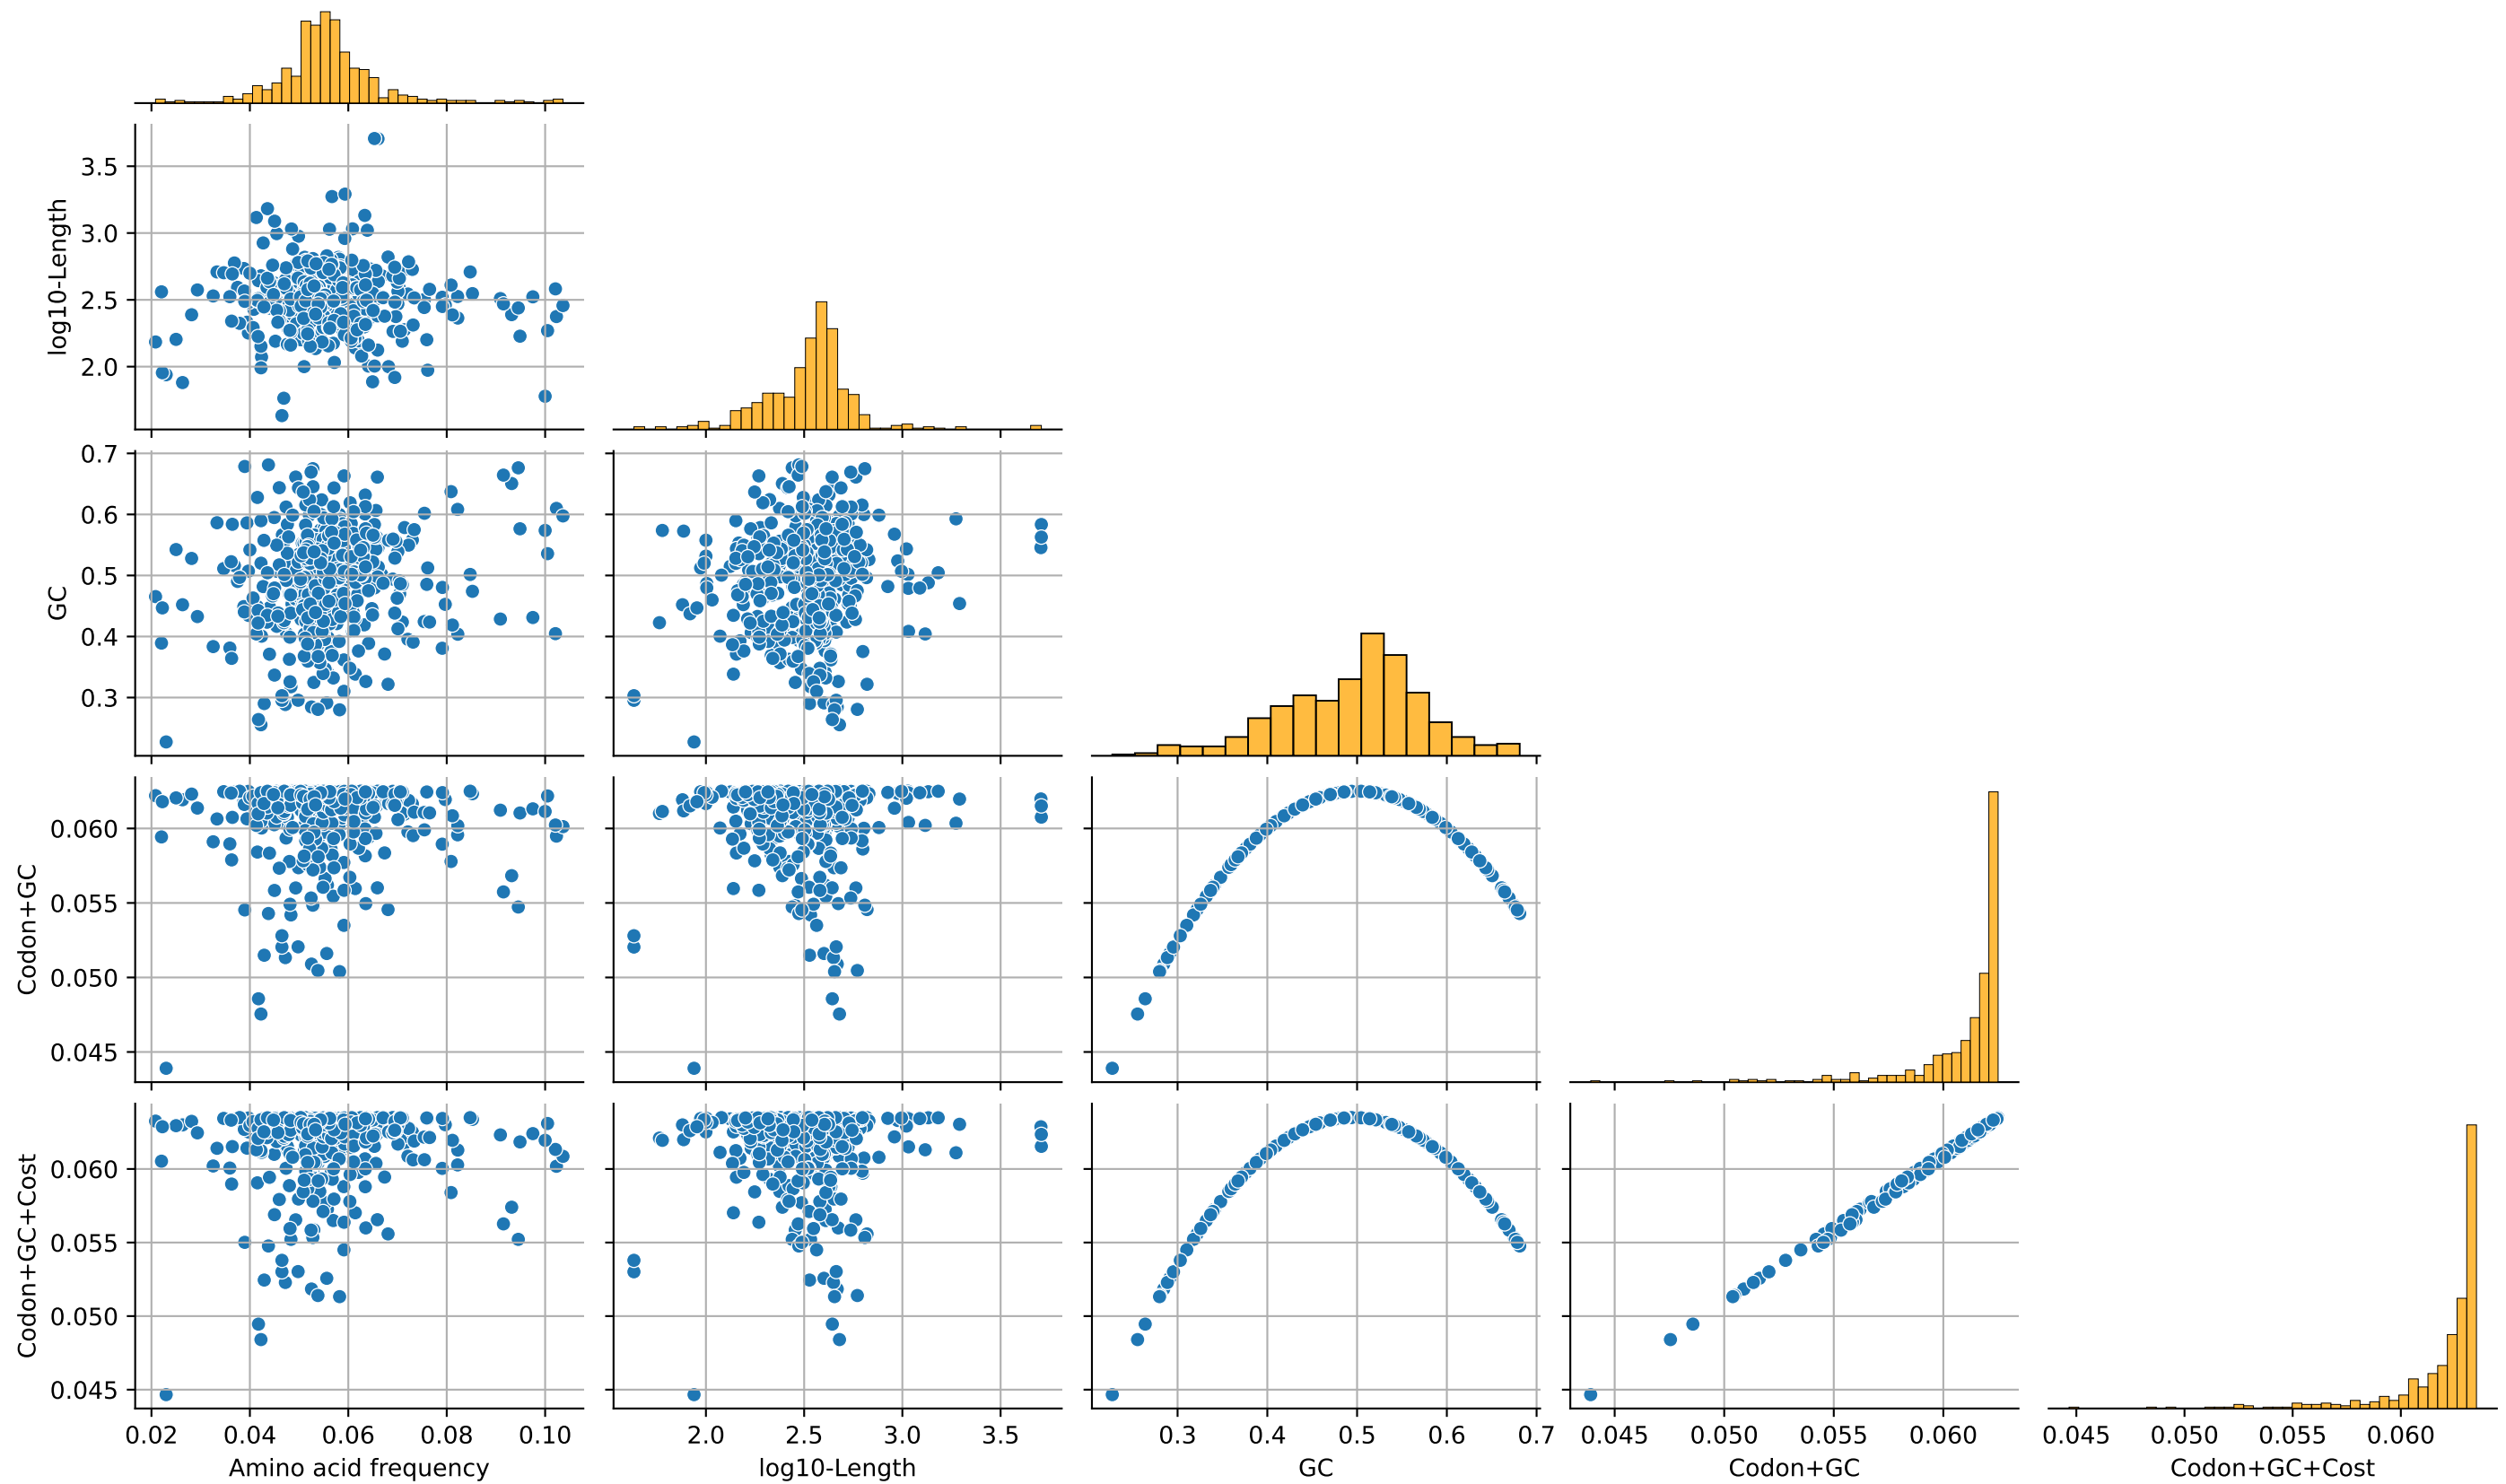 log10-Length
3.5
3.0
2.5
2.0
GC
0.7
0.6
0.5
0.4
0.3
Codon+GC
0.060
0.055
0.050
0.045
Codon+GC+Cost
0.060
0.055
0.050
0.045
0.02 0.04 0.06 0.08 0.10
Amino acid frequency
2.0 2.5 3.0 3.5
log10-Length
0.3 0.4 0.5 0.6 0.7
GC
0.045 0.050 0.055 0.060
Codon+GC
0.045 0.050 0.055 0.060
Codon+GC+Cost